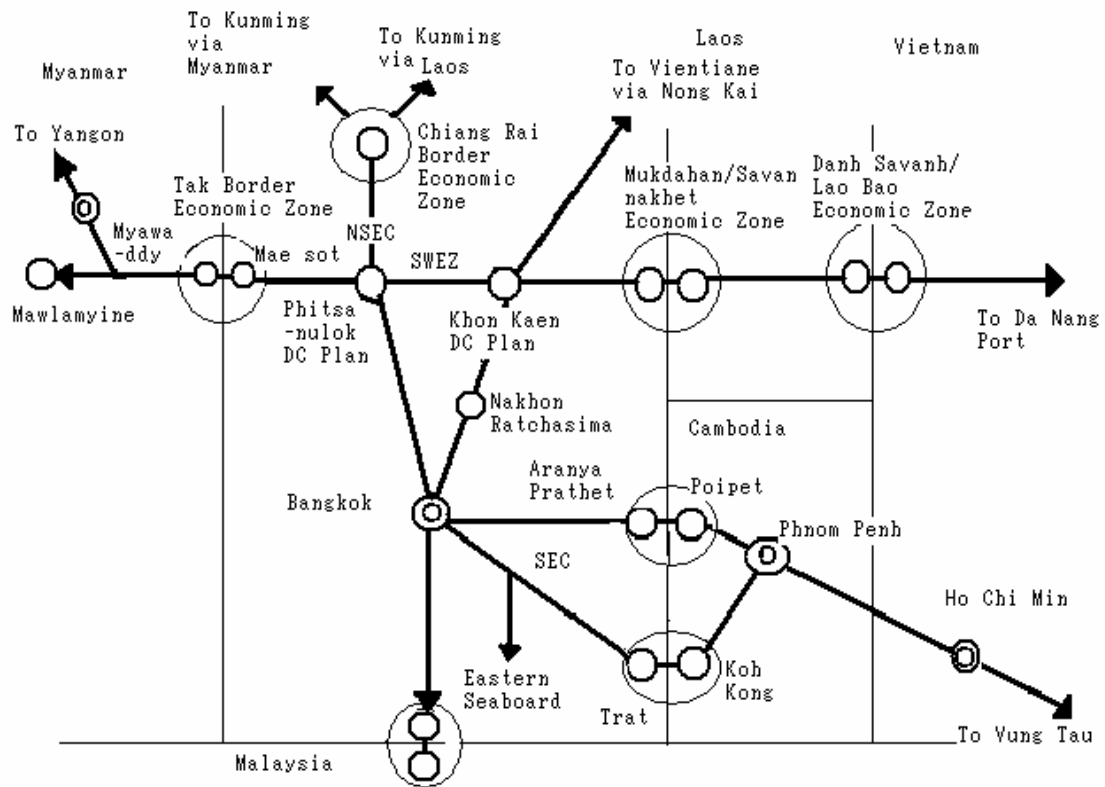 To Kunming
via
Myanmar
To Kunming
via Laos
Laos
Vietnam
Myanmar
To Vientiane
via Nong Kai
To Yangon
Chiang Rai
Border
Economic
Zone
Tak Border
Economic Zone
Mukdahan/Savan
nakhet
Economic Zone
Danh Savanh/
Lao Bao
Economic Zone
Myawa
-ddy
Mae sot
NSEC
SWEZ
Mawlamyine
Phitsa
-nulok
DC Plan
Khon Kaen
DC Plan
To Da Nang
Port
Nakhon
Ratchasima
Cambodia
Aranya
Prathet
Poipet
Bangkok
Phnom Penh
SEC
Ho Chi Min
Eastern
Seaboard
Koh
Kong
Trat
To Vung Tau
Malaysia